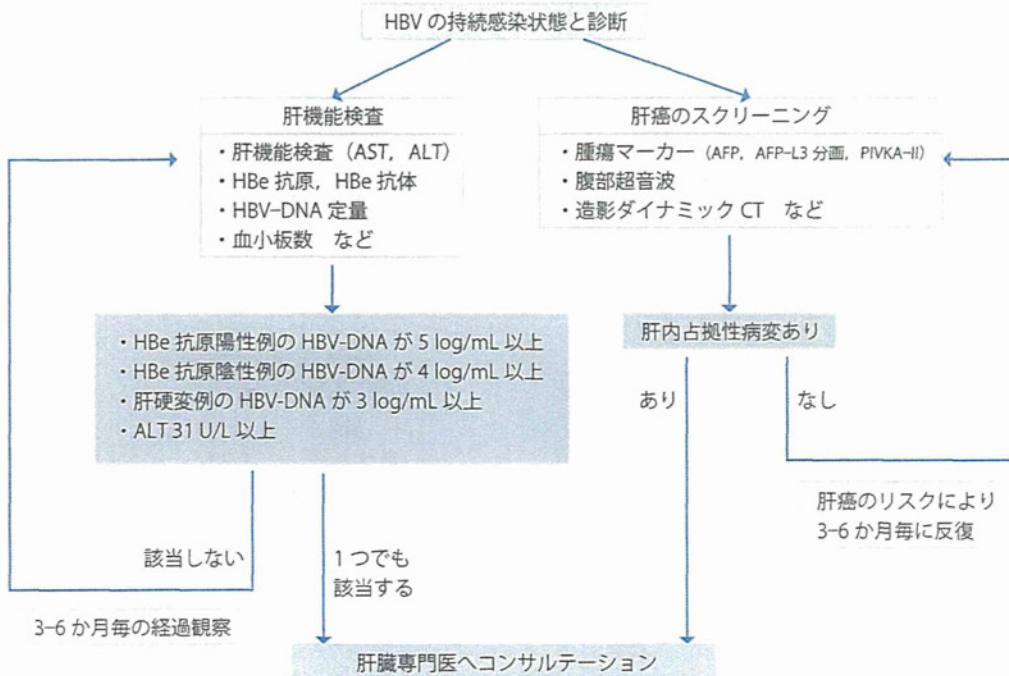 HBV の持続感染状態と診断
肝機能検査
・肝機能検査（AST，ALT）
・HBe 抗原，HBe 抗体
・HBV–DNA 定量
・血小板数　など
肝癌のスクリーニング
・腫瘍マーカー（AFP，AFP–L3 分画，PIVKA–II）
・腹部超音波
・造影ダイナミック CT　など
・HBe 抗原陽性例の HBV-DNA が 5 log/mL 以上
・HBe 抗原陰性例の HBV-DNA が 4 log/mL 以上
・肝硬変例の HBV-DNA が 3 log/mL 以上
・ALT 31 U/L 以上
肝内占拠性病変あり
あり
なし
肝癌のリスクにより
3–6 か月毎に反復
該当しない
1 つでも
該当する
3–6 か月毎の経過観察
肝臓専門医へコンサルテーション